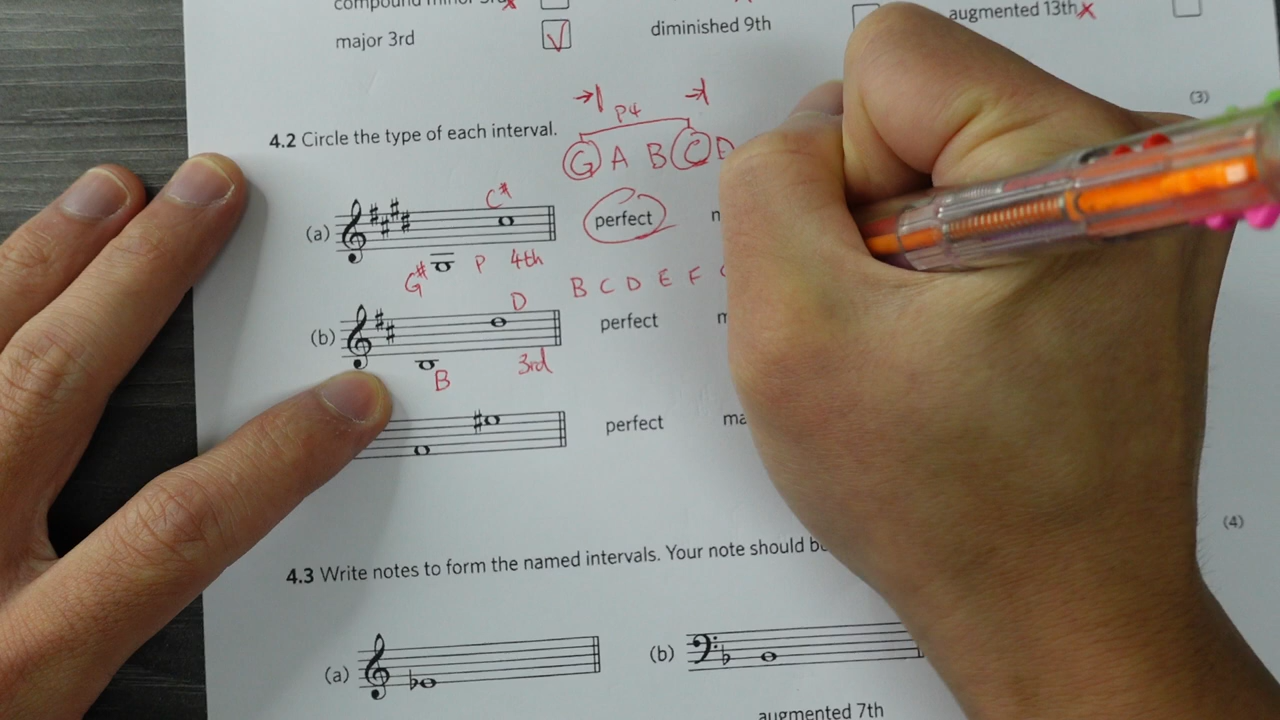 compound minor 3rd x
augmented 13th x
major 3rd √
diminished 9th
(3)
P4
4.2 Circle the type of each interval.
G A B C D
C#
(a)
perfect
G# P 4th
B C D E F
D
(b)
perfect
B 3rd
perfect
(4)
4.3 Write notes to form the named intervals. Your note should
(a)
(b)
augmented 7th